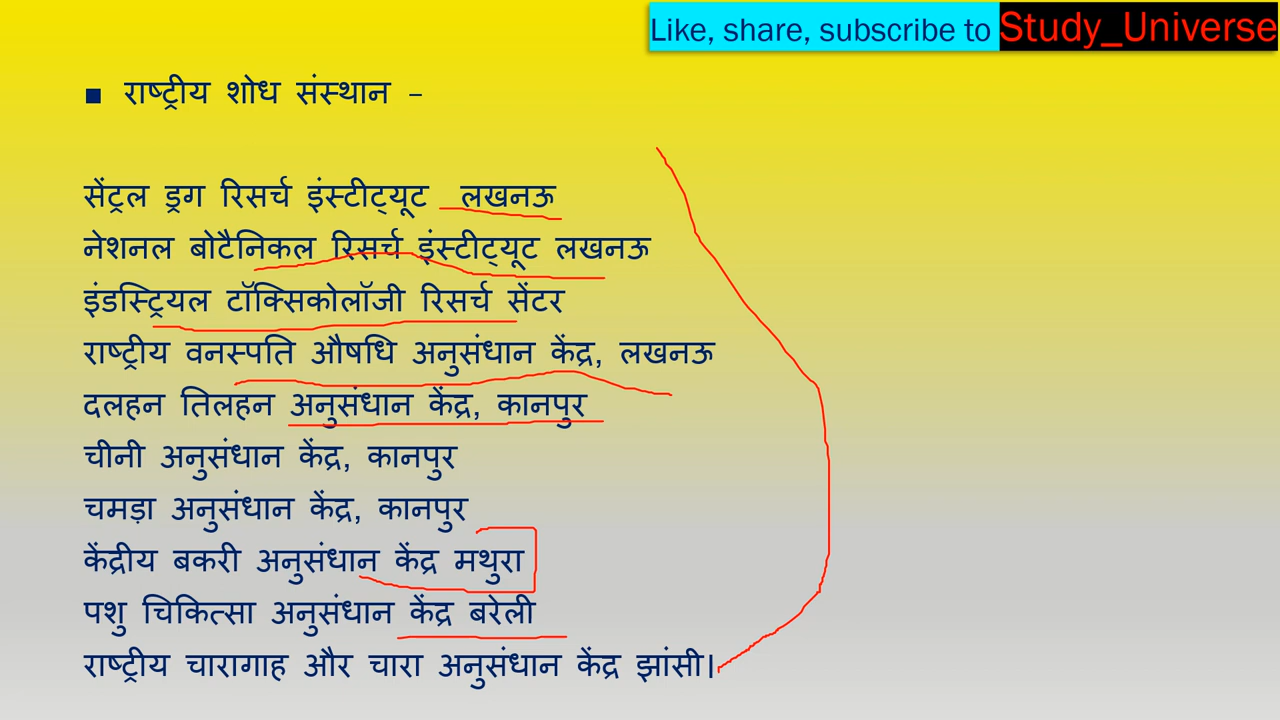 Like, share, subscribe to Study_Universe
▪ राष्ट्रीय शोध संस्थान –
सेंट्रल ड्रग रिसर्च इंस्टीट्यूट लखनऊ
नेशनल बोटैनिकल रिसर्च इंस्टीट्यूट लखनऊ
इंडस्ट्रियल टॉक्सिकोलॉजी रिसर्च सेंटर
राष्ट्रीय वनस्पति औषधि अनुसंधान केंद्र, लखनऊ
दलहन तिलहन अनुसंधान केंद्र, कानपुर
चीनी अनुसंधान केंद्र, कानपुर
चमड़ा अनुसंधान केंद्र, कानपुर
केंद्रीय बकरी अनुसंधान केंद्र मथुरा
पशु चिकित्सा अनुसंधान केंद्र बरेली
राष्ट्रीय चारागाह और चारा अनुसंधान केंद्र झांसी।